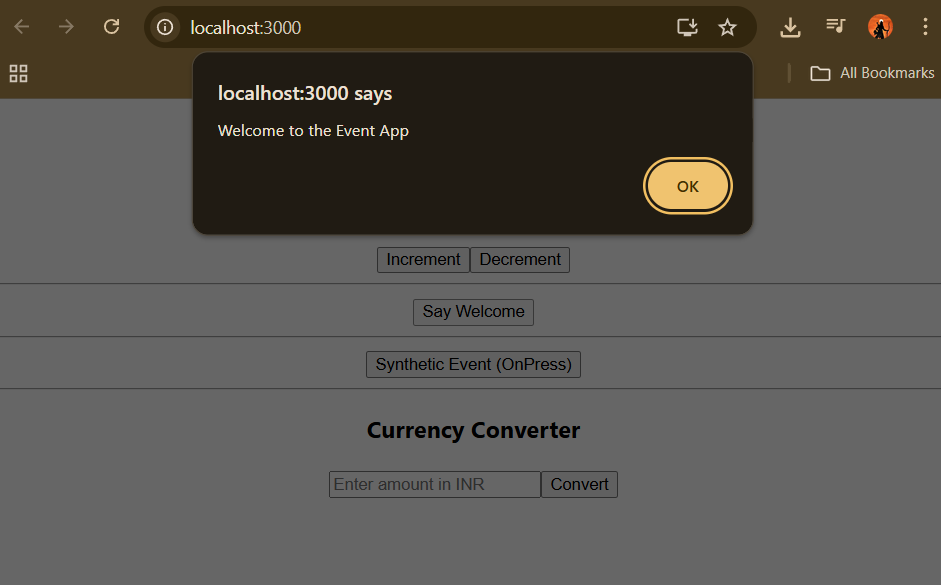 localhost:3000
All Bookmarks
localhost:3000 says
Welcome to the Event App
OK
Increment Decrement
Say Welcome
Synthetic Event (OnPress)
Currency Converter
Enter amount in INR Convert